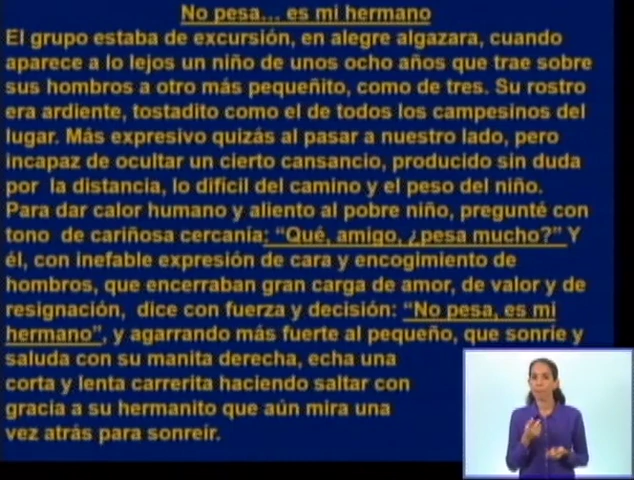 No pesa... es mi hermano
El grupo estaba de excursión, en alegre algazara, cuando
aparece a lo lejos un niño de unos ocho años que trae sobre
sus hombros a otro más pequeñito, como de tres. Su rostro
era ardiente, tostadito como el de todos los campesinos del
lugar. Más expresivo quizás al pasar a nuestro lado, pero
incapaz de ocultar un cierto cansancio, producido sin duda
por la distancia, lo difícil del camino y el peso del niño.
Para dar calor humano y aliento al pobre niño, pregunté con
tono de cariñosa cercanía: “Qué, amigo, ¿pesa mucho?” Y
él, con inefable expresión de cara y encogimiento de
hombros, que encerraban gran carga de amor, de valor y de
resignación, dice con fuerza y decisión: “No pesa, es mi
hermano”, y agarrando más fuerte al pequeño, que sonríe y
saluda con su manita derecha, echa una
corta y lenta carrerita haciendo saltar con
gracia a su hermanito que aún mira una
vez atrás para sonreír.